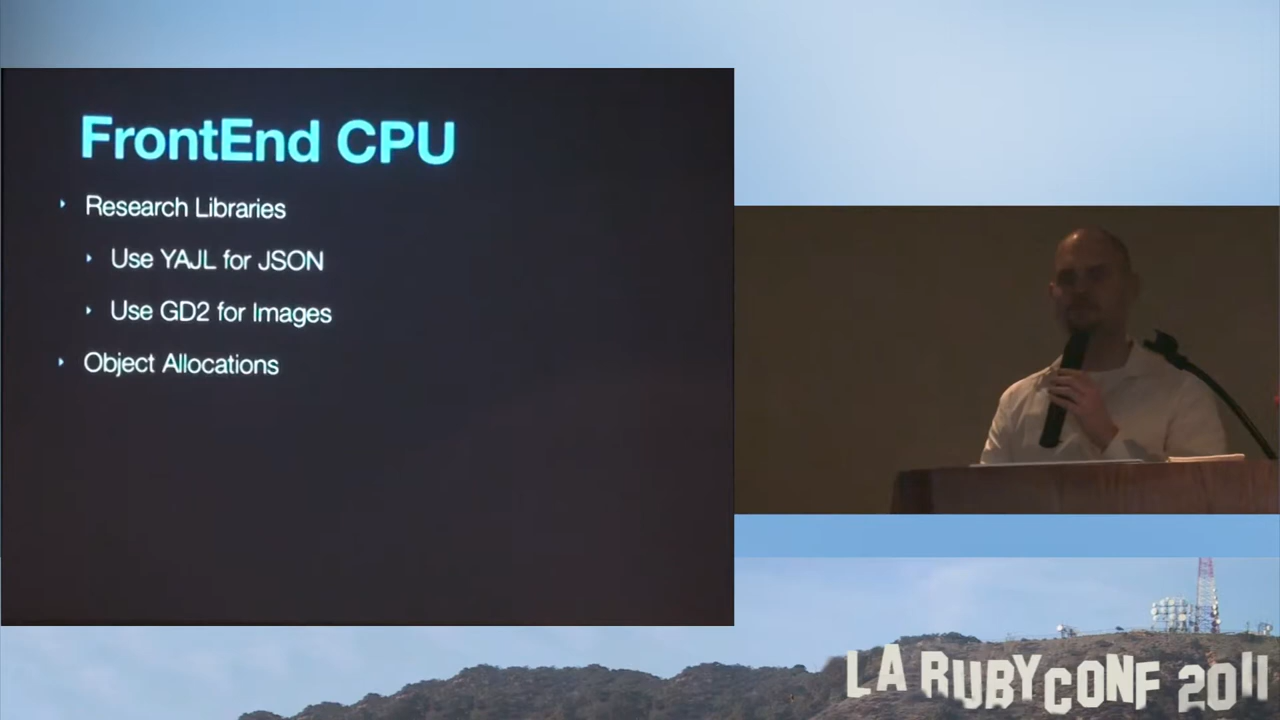 FrontEnd CPU
Research Libraries
Use YAJL for JSON
Use GD2 for Images
Object Allocations
LA RUBYCONF 2011